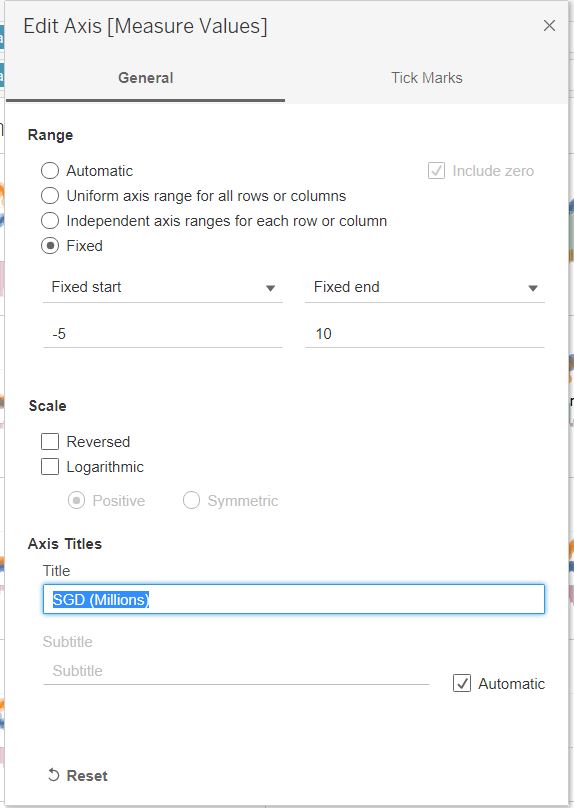 Edit Axis [Measure Values]
General Tick Marks
Range
Automatic Include zero
Uniform axis range for all rows or columns
Independent axis ranges for each row or column
Fixed
Fixed start Fixed end
-5 10
Scale
Reversed
Logarithmic
Positive Symmetric
Axis Titles
Title
SGD (Millions)
Subtitle
Subtitle
Automatic
Reset